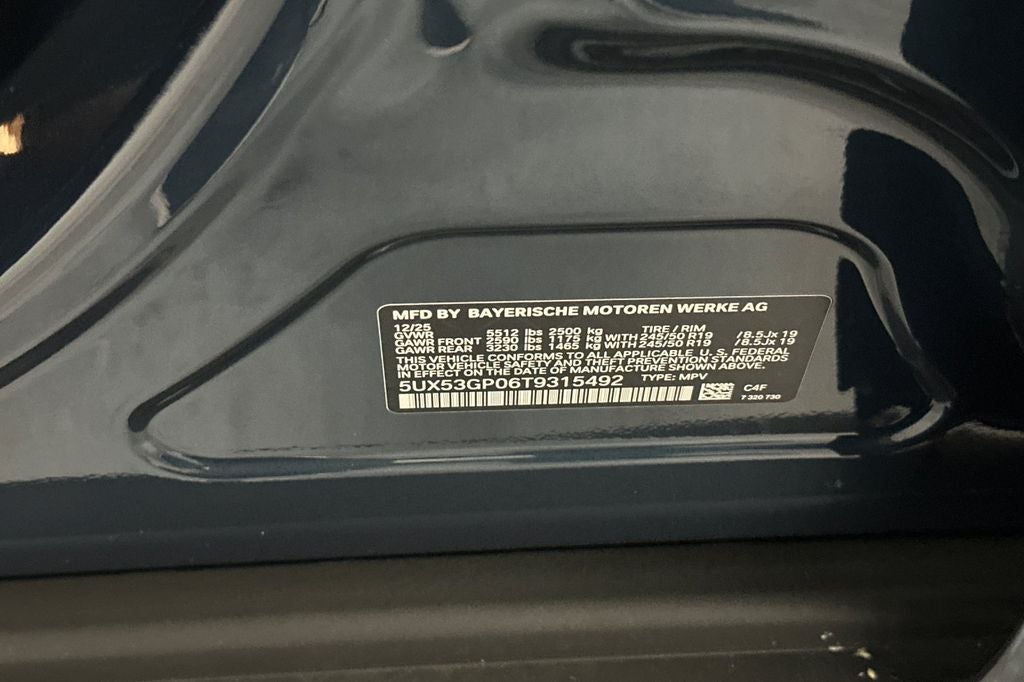 MFD BY BAYERISCHE MOTOREN WERKE AG
12/25 TIRE / RIM
GVWR 5512 lbs 2500 kg
GAWR FRONT 2590 lbs 1175 kg WITH 245/50 R19 /8.5Jx 19
GAWR REAR 3230 lbs 1465 kg WITH 245/50 R19 /8.5Jx 19
THIS VEHICLE CONFORMS TO ALL APPLICABLE U. S. FEDERAL
MOTOR VEHICLE SAFETY AND THEFT PREVENTION STANDARDS
IN EFFECT ON THE DATE OF MANUFACTURE SHOWN ABOVE.
5UX53GP06T9315492 TYPE: MPV
C4F
7 320 730